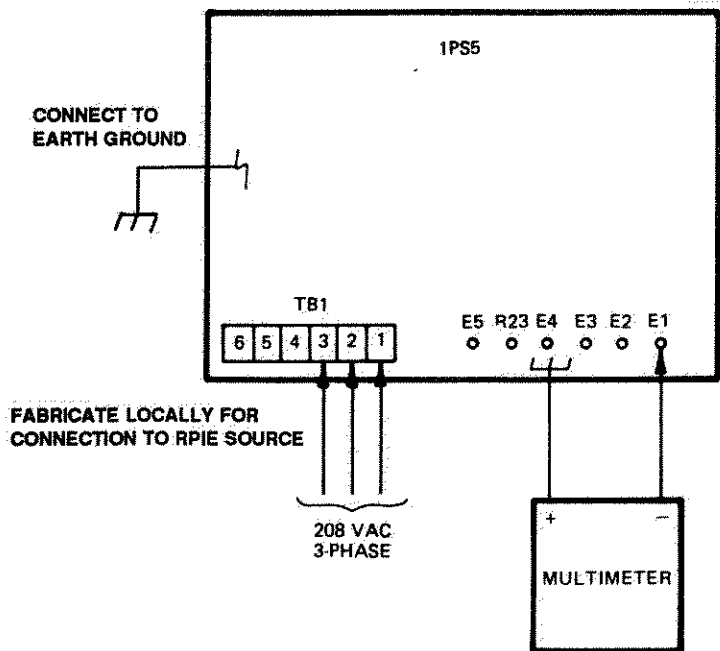 1PS5
CONNECT TO
EARTH GROUND
TB1
6 5 4 3 2 1
E5 R23 E4 E3 E2 E1
FABRICATE LOCALLY FOR
CONNECTION TO RPIE SOURCE
208 VAC
3-PHASE
+ −
MULTIMETER